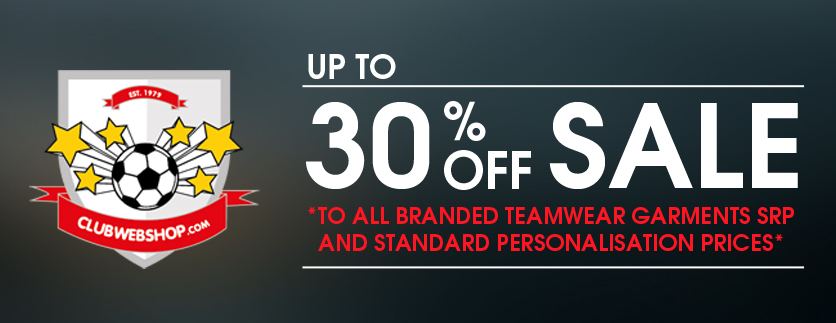 EST. 1979
CLUBWEBSHOP.COM
UP TO
30% OFF SALE
*TO ALL BRANDED TEAMWEAR GARMENTS SRP
AND STANDARD PERSONALISATION PRICES*